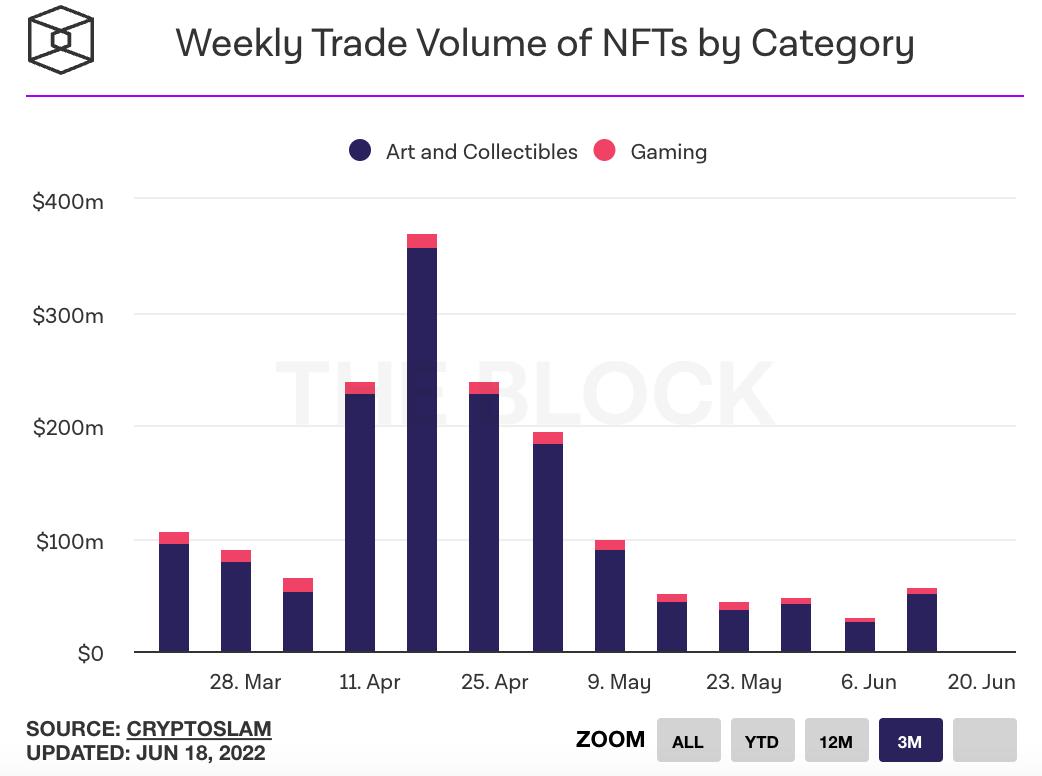 Weekly Trade Volume of NFTs by Category
Art and Collectibles Gaming
$400m
$300m
$200m
$100m
$0
THE BLOCK
28. Mar 11. Apr 25. Apr 9. May 23. May 6. Jun 20. Jun
SOURCE: CRYPTOSLAM
UPDATED: JUN 18, 2022
ZOOM ALL YTD 12M 3M